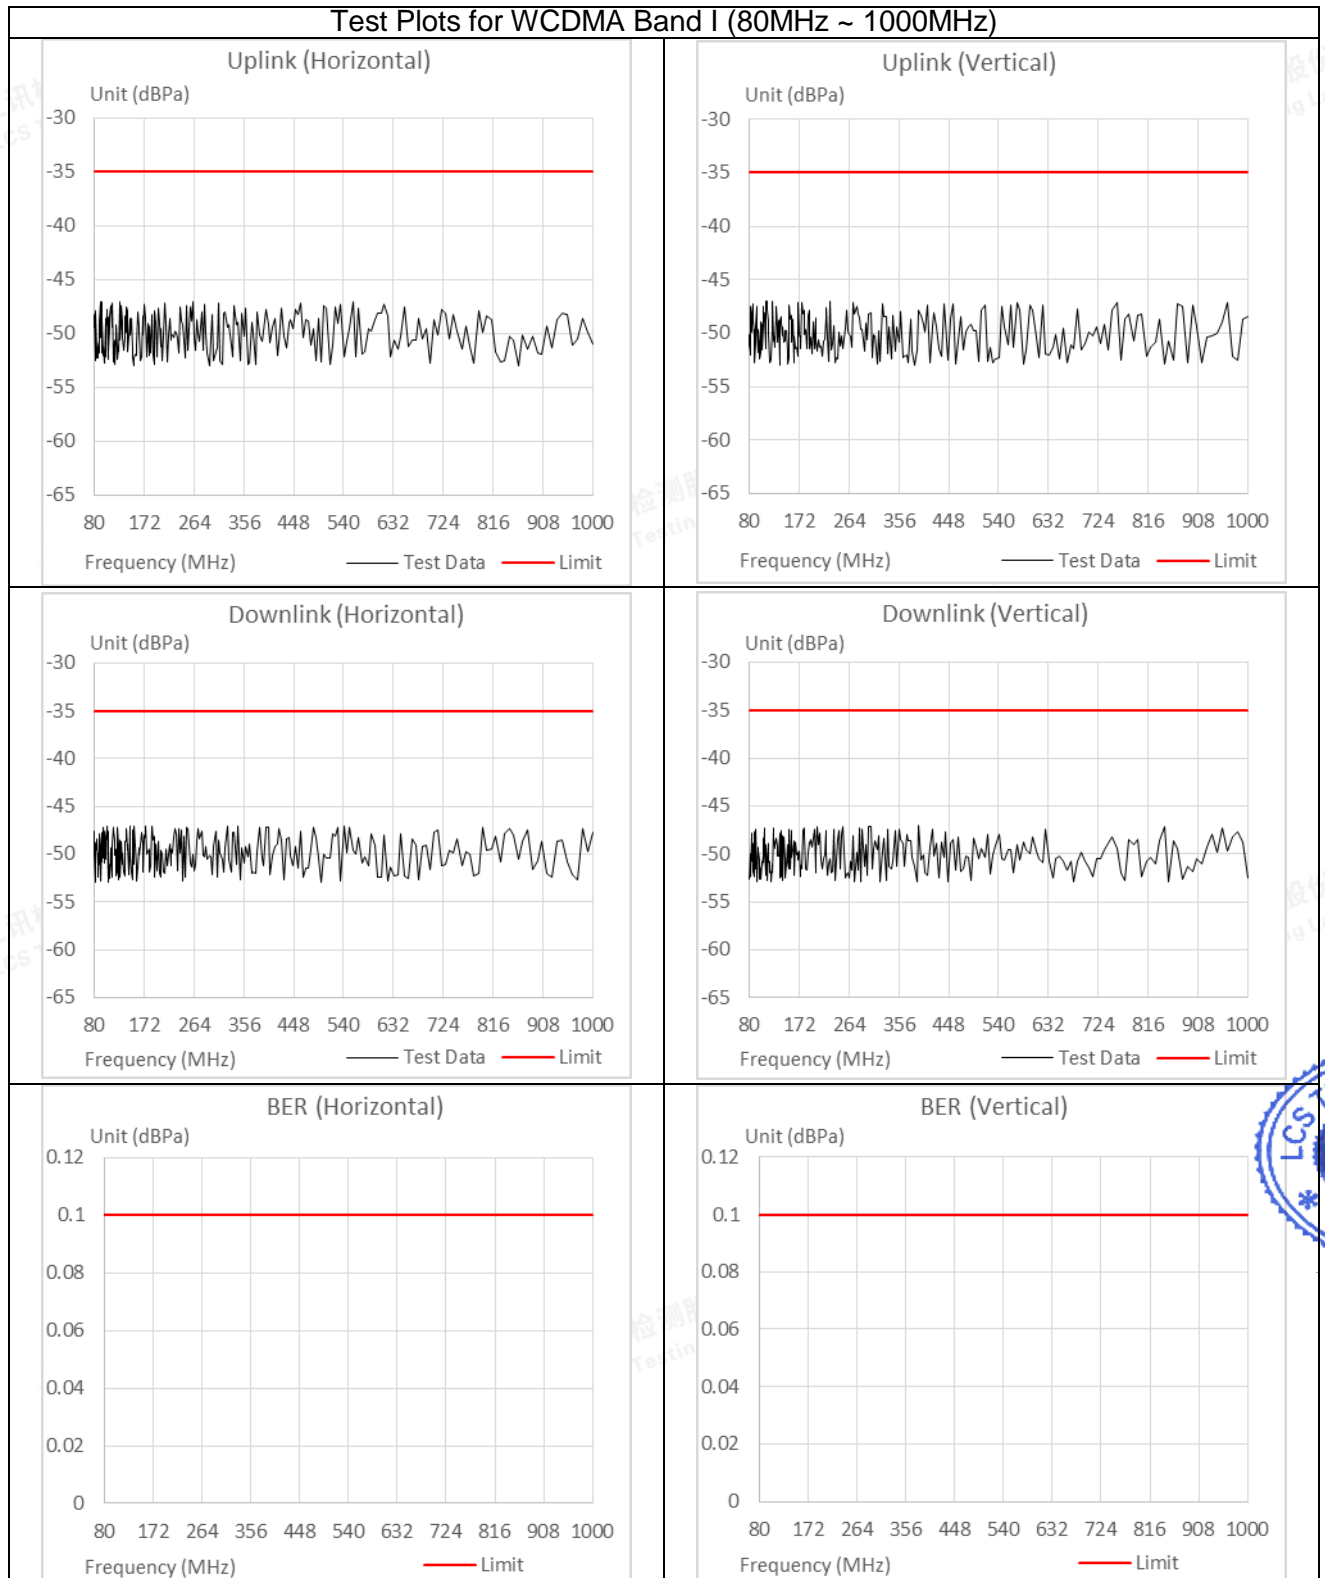 Test Plots for WCDMA Band I (80MHz ~ 1000MHz)
Uplink (Horizontal)
Unit (dBPa)
-30
-35
-40
-45
-50
-55
-60
-65
80 172 264 356 448 540 632 724 816 908 1000
Frequency (MHz) Test Data Limit
Uplink (Vertical)
Unit (dBPa)
-30
-35
-40
-45
-50
-55
-60
-65
80 172 264 356 448 540 632 724 816 908 1000
Frequency (MHz) Test Data Limit
Downlink (Horizontal)
Unit (dBPa)
-30
-35
-40
-45
-50
-55
-60
-65
80 172 264 356 448 540 632 724 816 908 1000
Frequency (MHz) Test Data Limit
Downlink (Vertical)
Unit (dBPa)
-30
-35
-40
-45
-50
-55
-60
-65
80 172 264 356 448 540 632 724 816 908 1000
Frequency (MHz) Test Data Limit
BER (Horizontal)
Unit (dBPa)
0.12
0.1
0.08
0.06
0.04
0.02
0
80 172 264 356 448 540 632 724 816 908 1000
Frequency (MHz) Limit
BER (Vertical)
Unit (dBPa)
0.12
0.1
0.08
0.06
0.04
0.02
0
80 172 264 356 448 540 632 724 816 908 1000
Frequency (MHz) Limit
LCS